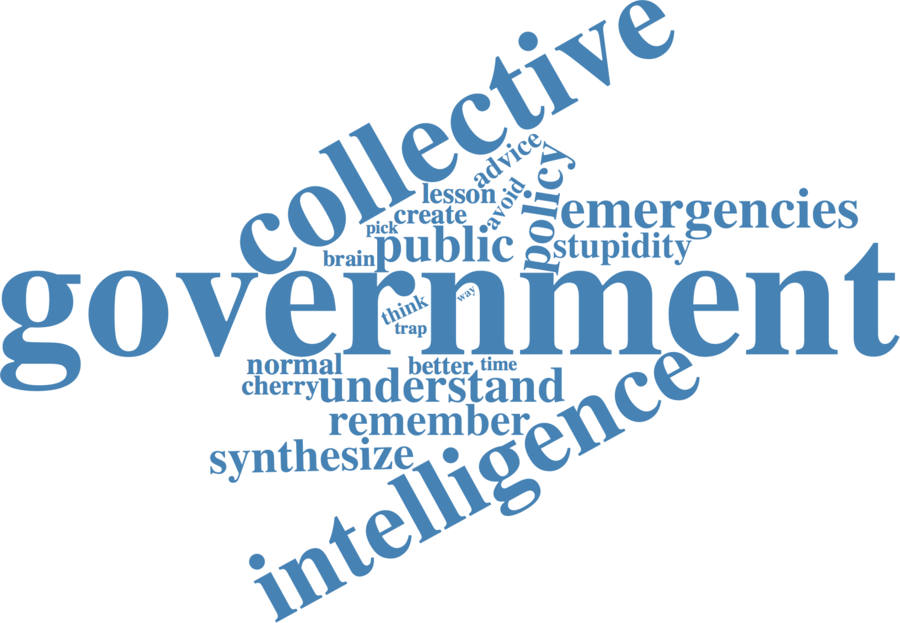 collective
advice
policy
lesson
avoid
emergencies
create
pick
public
stupidity
brain
government
think
way
trap
normal
better
time
cherry
understand
intelligence
remember
synthesize